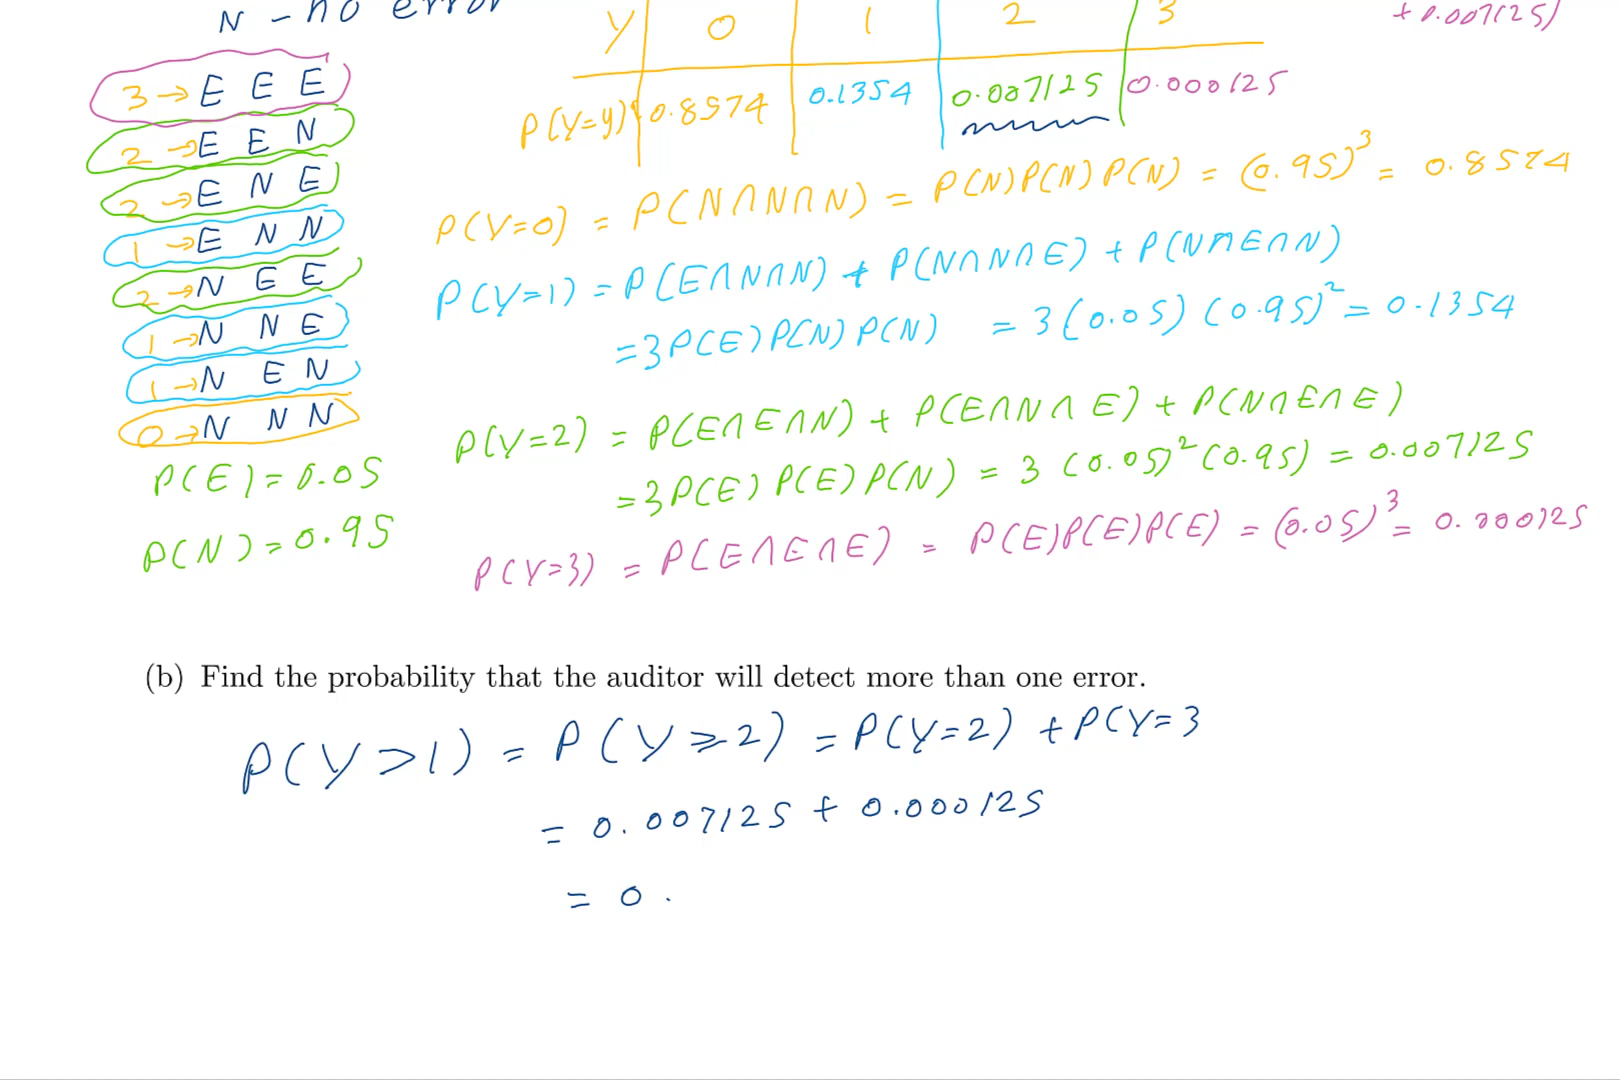 N - no error
Y 0 1 2 3
+ 0.007125)
3 → E E E
P(Y=y) 0.8574 0.1354 0.007125 0.000125
2 → E E N
2 → E N E
P(Y=0) = P(N∩N∩N) = P(N)P(N)P(N) = (0.95)³ = 0.8574
1 → E N N
P(Y=1) = P(E∩N∩N) + P(N∩N∩E) + P(N∩E∩N)
2 → N E E
= 3P(E)P(N)P(N) = 3(0.05)(0.95)² = 0.1354
1 → N N E
1 → N E N
0 → N N N
P(Y=2) = P(E∩E∩N) + P(E∩N∩E) + P(N∩E∩E)
P(E) = 0.05
= 3P(E)P(E)P(N) = 3(0.05)²(0.95) = 0.007125
P(N) = 0.95
P(Y=3) = P(E∩E∩E) = P(E)P(E)P(E) = (0.05)³ = 0.000125
(b) Find the probability that the auditor will detect more than one error.
P(Y>1) = P(Y⩾2) = P(Y=2) + P(Y=3
= 0.007125 + 0.000125
= 0.